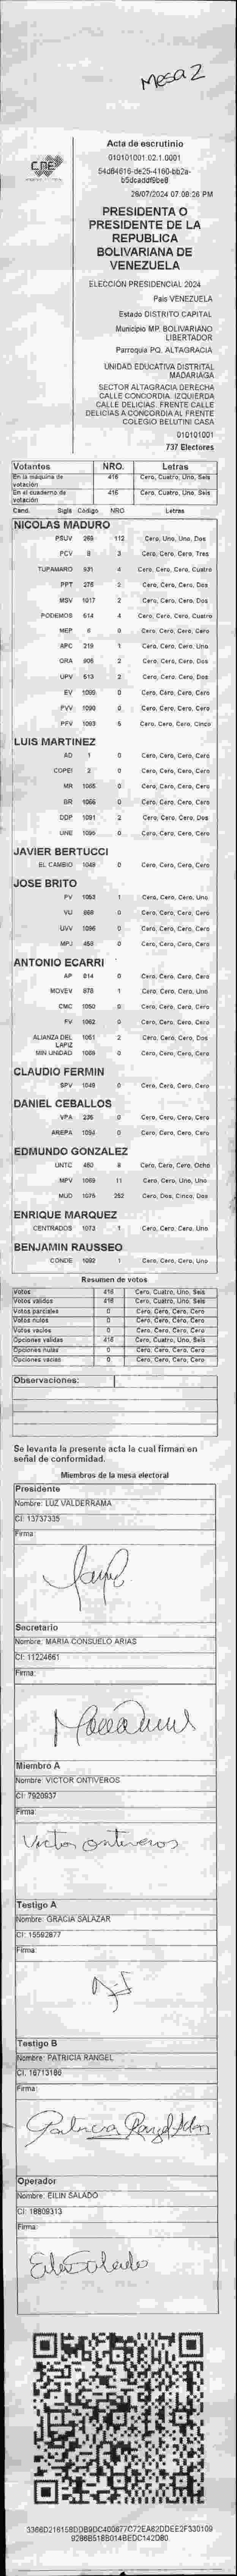 Mesa 2
Acta de escrutinio
CNE
010101001.02.1.0001
54d84616-de25-4160-bb2a-
b5dcaddf9be8
28/07/2024 07:08:26 PM
PRESIDENTA O
PRESIDENTE DE LA
REPUBLICA
BOLIVARIANA DE
VENEZUELA
ELECCIÓN PRESIDENCIAL 2024
País VENEZUELA
Estado DISTRITO CAPITAL
Municipio MP. BOLIVARIANO
LIBERTADOR
Parroquia PQ. ALTAGRACIA
UNIDAD EDUCATIVA DISTRITAL
MADARIAGA
SECTOR ALTAGRACIA DERECHA
CALLE CONCORDIA. IZQUIERDA
CALLE DELICIAS. FRENTE CALLE
DELICIAS A CONCORDIA AL FRENTE
COLEGIO BELUTINI CASA
010101001
737 Electores
Votantes NRO. Letras
En la máquina de votación 416 Cero, Cuatro, Uno, Seis
En el cuaderno de votación 416 Cero, Cuatro, Uno, Seis
Cand. Sigls Código NRO Letras
NICOLAS MADURO
PSUV 269 112 Cero, Uno, Uno, Dos
PCV 8 3 Cero, Cero, Cero, Tres
TUPAMARO 931 4 Cero, Cero, Cero, Cuatro
PPT 276 2 Cero, Cero, Cero, Dos
MSV 1017 2 Cero, Cero, Cero, Dos
PODEMOS 514 4 Cero, Cero, Cero, Cuatro
MEP 6 0 Cero, Cero, Cero, Cero
APC 219 1 Cero, Cero, Cero, Uno
ORA 906 2 Cero, Cero, Cero, Dos
UPV 513 2 Cero, Cero, Cero, Dos
EV 1099 0 Cero, Cero, Cero, Cero
PVV 1090 0 Cero, Cero, Cero, Cero
PFV 1093 5 Cero, Cero, Cero, Cinco
LUIS MARTINEZ
AD 1 0 Cero, Cero, Cero, Cero
COPEI 2 0 Cero, Cero, Cero, Cero
MR 1065 0 Cero, Cero, Cero, Cero
BR 1066 0 Cero, Cero, Cero, Cero
DDP 1091 2 Cero, Cero, Cero, Dos
UNE 1095 0 Cero, Cero, Cero, Cero
JAVIER BERTUCCI
EL CAMBIO 1048 0 Cero, Cero, Cero, Cero
JOSE BRITO
PV 1053 1 Cero, Cero, Cero, Uno
VU 868 0 Cero, Cero, Cero, Cero
UVV 1096 0 Cero, Cero, Cero, Cero
MPJ 458 0 Cero, Cero, Cero, Cero
ANTONIO ECARRI
AP 814 0 Cero, Cero, Cero, Cero
MOVEV 878 1 Cero, Cero, Cero, Uno
CMC 1050 0 Cero, Cero, Cero, Cero
FV 1062 0 Cero, Cero, Cero, Cero
ALIANZA DEL LAPIZ 1061 2 Cero, Cero, Cero, Dos
MIN UNIDAD 1089 0 Cero, Cero, Cero, Cero
CLAUDIO FERMIN
SPV 1049 0 Cero, Cero, Cero, Cero
DANIEL CEBALLOS
VPA 235 0 Cero, Cero, Cero, Cero
AREPA 1094 0 Cero, Cero, Cero, Cero
EDMUNDO GONZALEZ
UNTC 480 8 Cero, Cero, Cero, Ocho
MPV 1069 11 Cero, Cero, Uno, Uno
MUD 1075 252 Cero, Dos, Cinco, Dos
ENRIQUE MARQUEZ
CENTRADOS 1073 1 Cero, Cero, Cero, Uno
BENJAMIN RAUSSEO
CONDE 1092 1 Cero, Cero, Cero, Uno
Resumen de votos
Votos 416 Cero, Cuatro, Uno, Seis
Votos válidos 416 Cero, Cuatro, Uno, Seis
Votos parciales 0 Cero, Cero, Cero, Cero
Votos nulos 0 Cero, Cero, Cero, Cero
Votos vacíos 0 Cero, Cero, Cero, Cero
Opciones válidas 416 Cero, Cuatro, Uno, Seis
Opciones nulas 0 Cero, Cero, Cero, Cero
Opciones vacías 0 Cero, Cero, Cero, Cero
Observaciones:
Se levanta la presente acta la cual firman en
señal de conformidad.
Miembros de la mesa electoral
Presidente
Nombre: LUZ VALDERRAMA
CI: 13737335
Firma:
Secretario
Nombre: MARIA CONSUELO ARIAS
CI: 11224661
Firma:
Miembro A
Nombre: VICTOR ONTIVEROS
CI: 7920937
Firma:
Victor Ontiveros
Testigo A
Nombre: GRACIA SALAZAR
CI: 15592877
Firma:
Testigo B
Nombre: PATRICIA RANGEL
CI: 16713186
Firma:
Patricia Rangel
Operador
Nombre: EILIN SALADO
CI: 18809313
Firma: